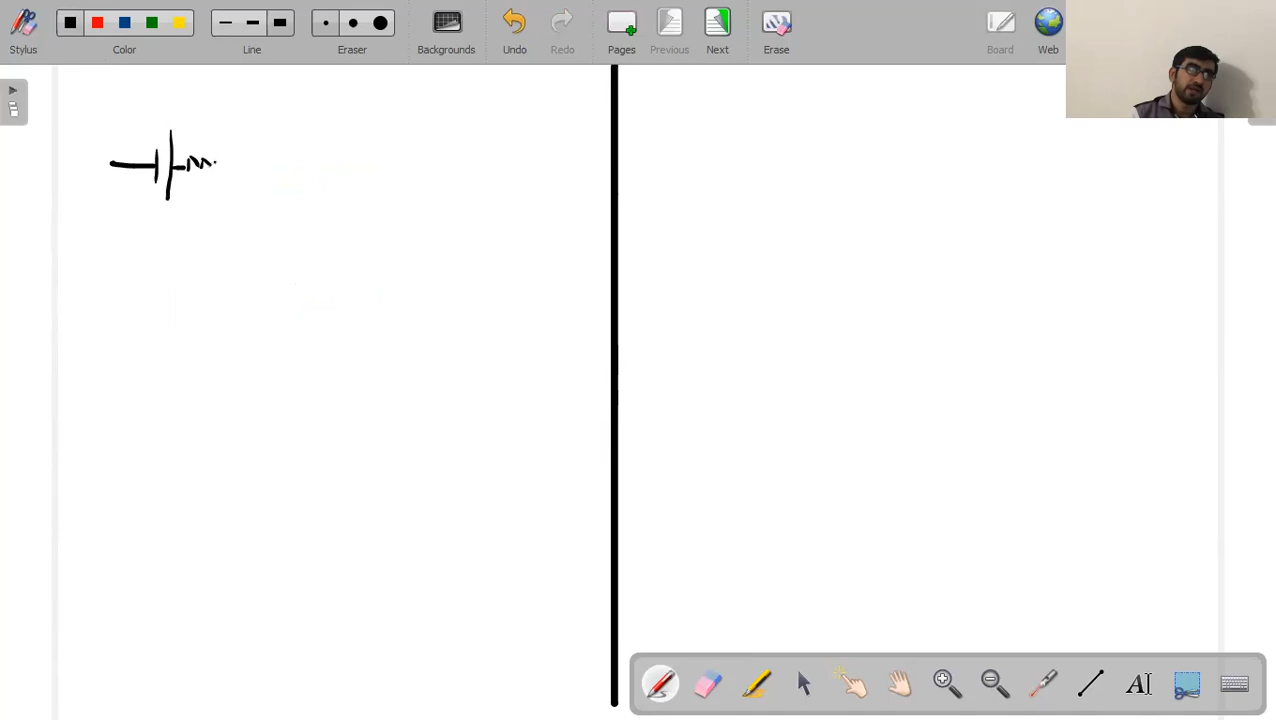 Stylus
Color
Line
Eraser
Backgrounds
Undo
Redo
Pages
Previous
Next
Erase
Board
Web